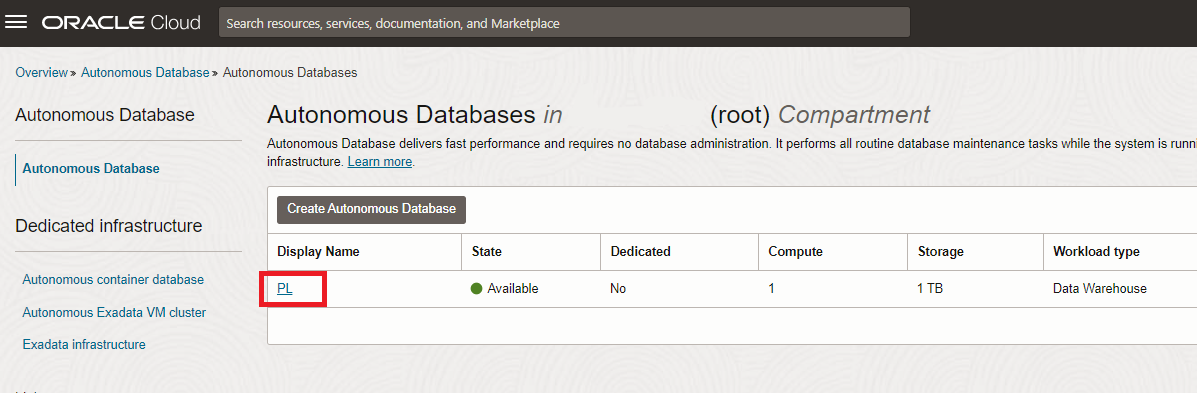 ORACLE Cloud
Search resources, services, documentation, and Marketplace
Overview » Autonomous Database » Autonomous Databases
Autonomous Database
Autonomous Database
Dedicated infrastructure
Autonomous container database
Autonomous Exadata VM cluster
Exadata infrastructure
Autonomous Databases in (root) Compartment
Autonomous Database delivers fast performance and requires no database administration. It performs all routine database maintenance tasks while the system is
infrastructure. Learn more.
Create Autonomous Database
Display Name State Dedicated Compute Storage Workload type
PL Available No 1 1 TB Data Warehouse